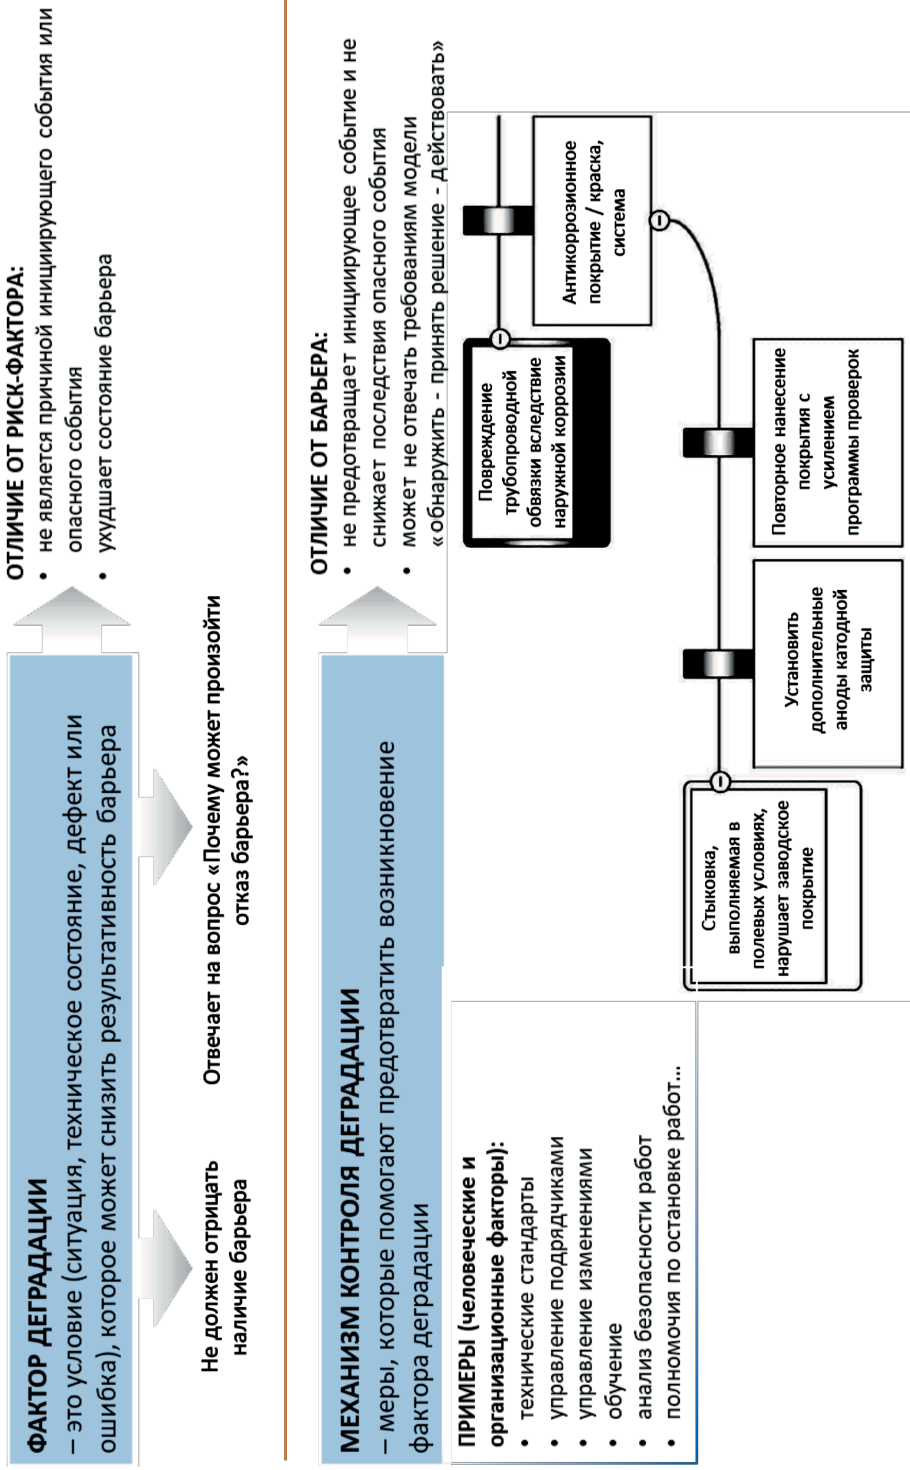 ФАКТОР ДЕГРАДАЦИИ
– это условие (ситуация, техническое состояние, дефект или
ошибка), которое может снизить результативность барьера
ОТЛИЧИЕ ОТ РИСК-ФАКТОРА:
• не является причиной инициирующего события или
опасного события
• ухудшает состояние барьера
Не должен отрицать
наличие барьера
Отвечает на вопрос «Почему может произойти
отказ барьера?»
МЕХАНИЗМ КОНТРОЛЯ ДЕГРАДАЦИИ
– меры, которые помогают предотвратить возникновение
фактора деградации
ОТЛИЧИЕ ОТ БАРЬЕРА:
• не предотвращает инициирующее событие и не
снижает последствия опасного события
• может не отвечать требованиям модели
«обнаружить - принять решение - действовать»
ПРИМЕРЫ (человеческие и
организационные факторы):
• технические стандарты
• управление подрядчиками
• управление изменениями
• обучение
• анализ безопасности работ
• полномочия по остановке работ...
Повреждение
трубопроводной
обвязки вследствие
наружной коррозии
Антикоррозионное
покрытие / краска,
система
Стыковка,
выполняемая в
полевых условиях,
нарушает заводское
покрытие
Установить
дополнительные
аноды катодной
защиты
Повторное нанесение
покрытия с
усилением
программы проверок